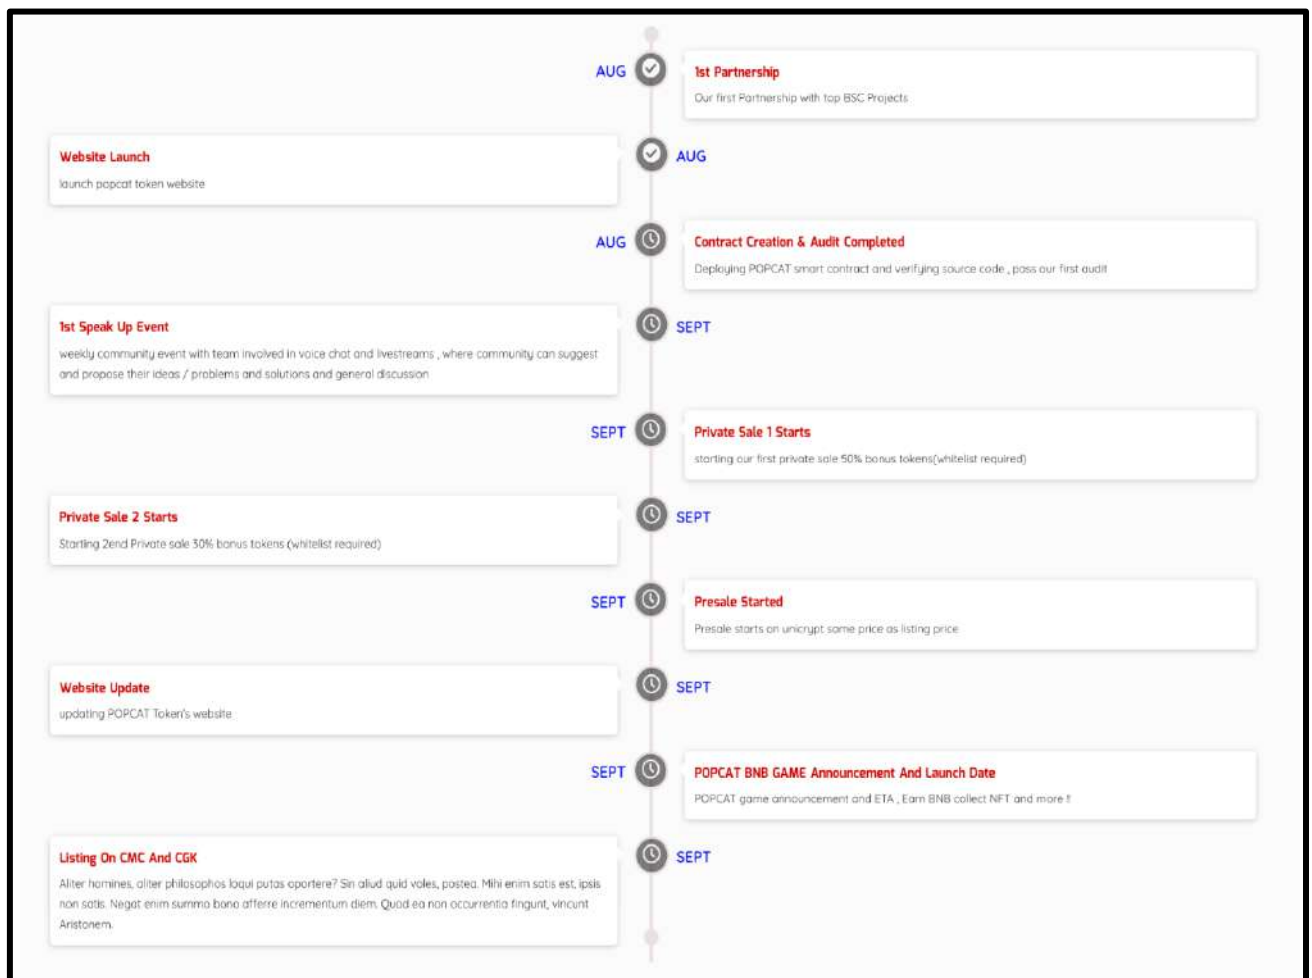 AUG
1st Partnership
Our first Partnership with top BSC Projects
Website Launch
launch popcat token website
AUG
AUG
Contract Creation & Audit Completed
Deploying POPCAT smart contract and verifying source code , pass our first audit
1st Speak Up Event
weekly community event with team involved in voice chat and livestreams , where community can suggest
and propose their ideas / problems and solutions and general discussion
SEPT
SEPT
Private Sale 1 Starts
starting our first private sale 50% bonus tokens(whitelist required)
Private Sale 2 Starts
Starting 2end Private sale 30% bonus tokens (whitelist required)
SEPT
SEPT
Presale Started
Presale starts on unicrypt same price as listing price
Website Update
updating POPCAT Token's website
SEPT
SEPT
POPCAT BNB GAME Announcement And Launch Date
POPCAT game announcement and ETA , Earn BNB collect NFT and more !!
Listing On CMC And CGK
Aliter homines, aliter philosophos loqui putas oportere? Sin aliud quid voles, postea. Mihi enim satis est, ipsis
non satis. Negat enim summo bono afferre incrementum diem. Quod ea non occurrentia fingunt, vincunt
Aristonem.
SEPT